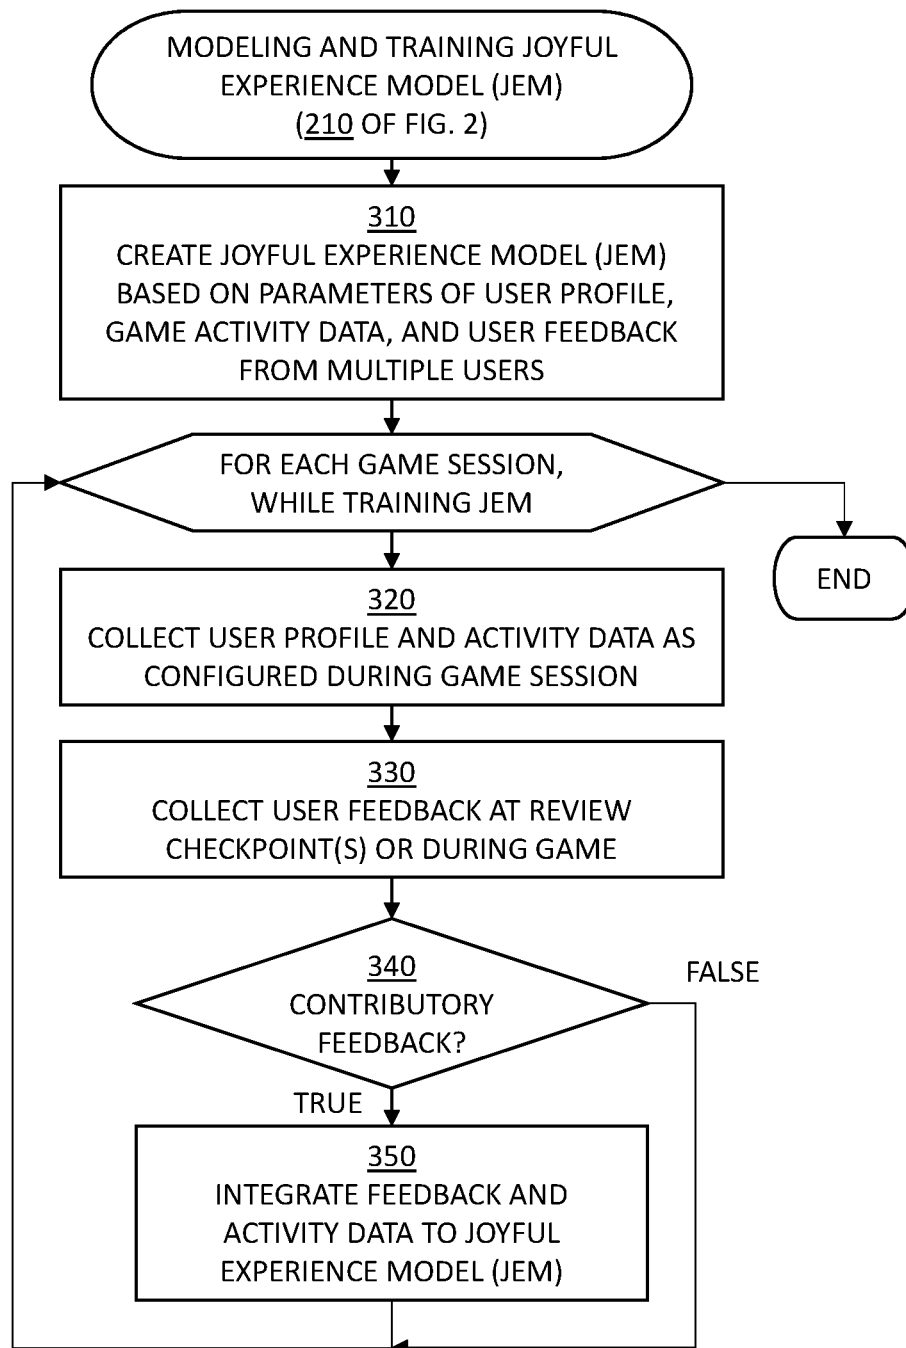 MODELING AND TRAINING JOYFUL
EXPERIENCE MODEL (JEM)
(210 OF FIG. 2)
310
CREATE JOYFUL EXPERIENCE MODEL (JEM)
BASED ON PARAMETERS OF USER PROFILE,
GAME ACTIVITY DATA, AND USER FEEDBACK
FROM MULTIPLE USERS
FOR EACH GAME SESSION,
WHILE TRAINING JEM
END
320
COLLECT USER PROFILE AND ACTIVITY DATA AS
CONFIGURED DURING GAME SESSION
330
COLLECT USER FEEDBACK AT REVIEW
CHECKPOINT(S) OR DURING GAME
340
CONTRIBUTORY
FEEDBACK?
FALSE
TRUE
350
INTEGRATE FEEDBACK AND
ACTIVITY DATA TO JOYFUL
EXPERIENCE MODEL (JEM)